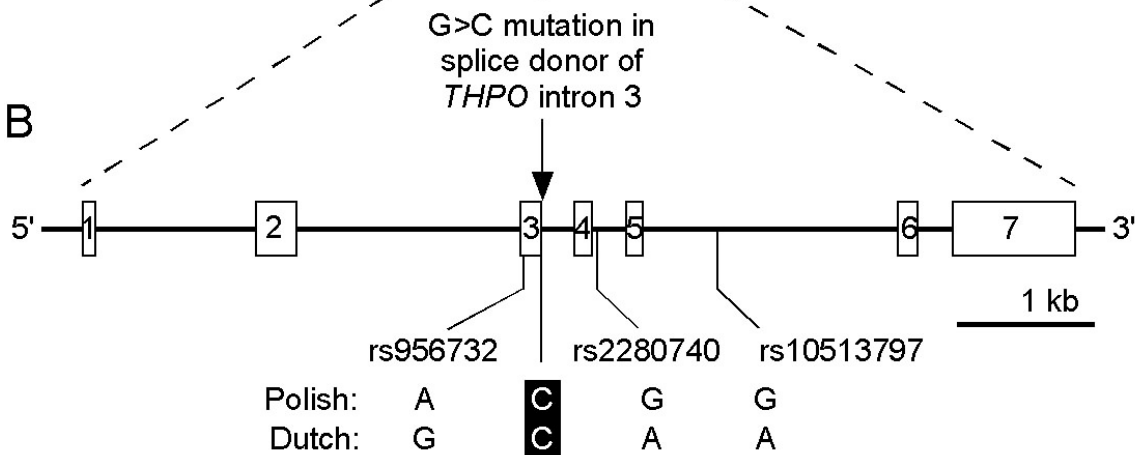 G>C mutation in
splice donor of
THPO intron 3
B
5' 1 2 3 4 5 6 7 3'
1 kb
rs956732 rs2280740 rs10513797
Polish: A C G G
Dutch: G C A A